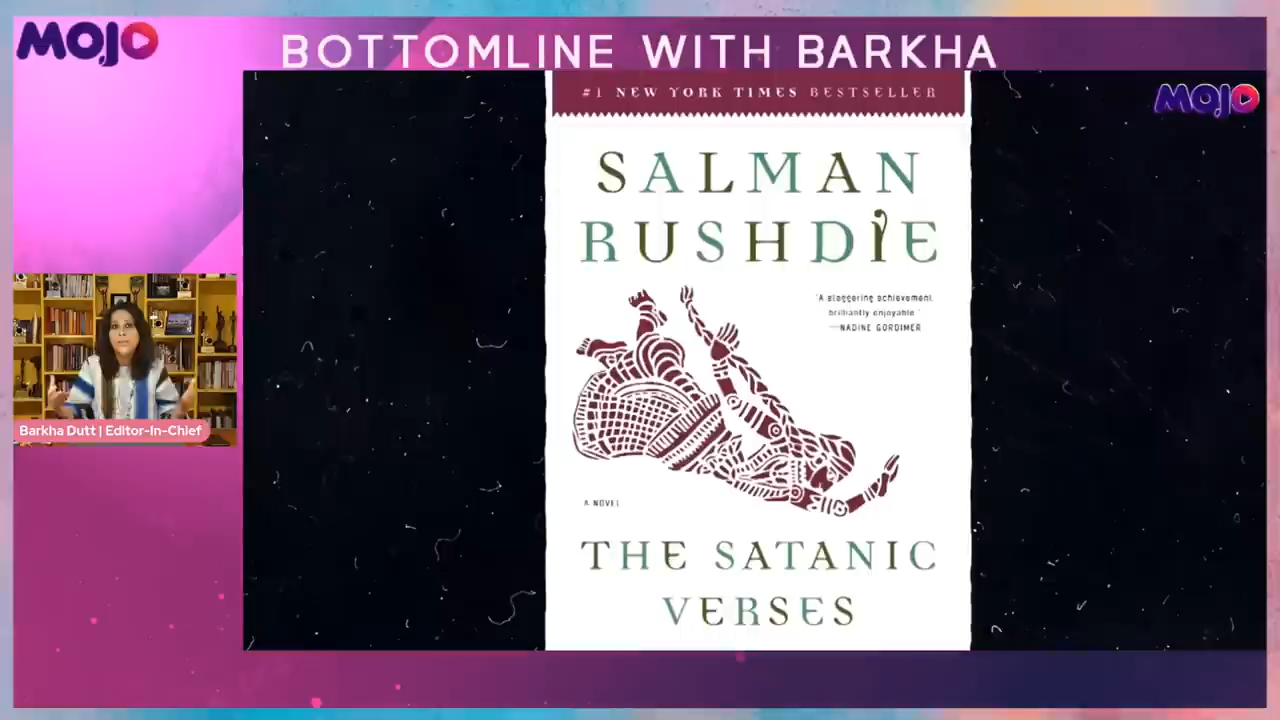 MOJO
BOTTOMLINE WITH BARKHA
MOJO
#1 NEW YORK TIMES BESTSELLER
SALMAN
RUSHDIE
"A staggering achievement,
brilliantly enjoyable."
—NADINE GORDIMER
A NOVEL
THE SATANIC
VERSES
Barkha Dutt | Editor-In-Chief